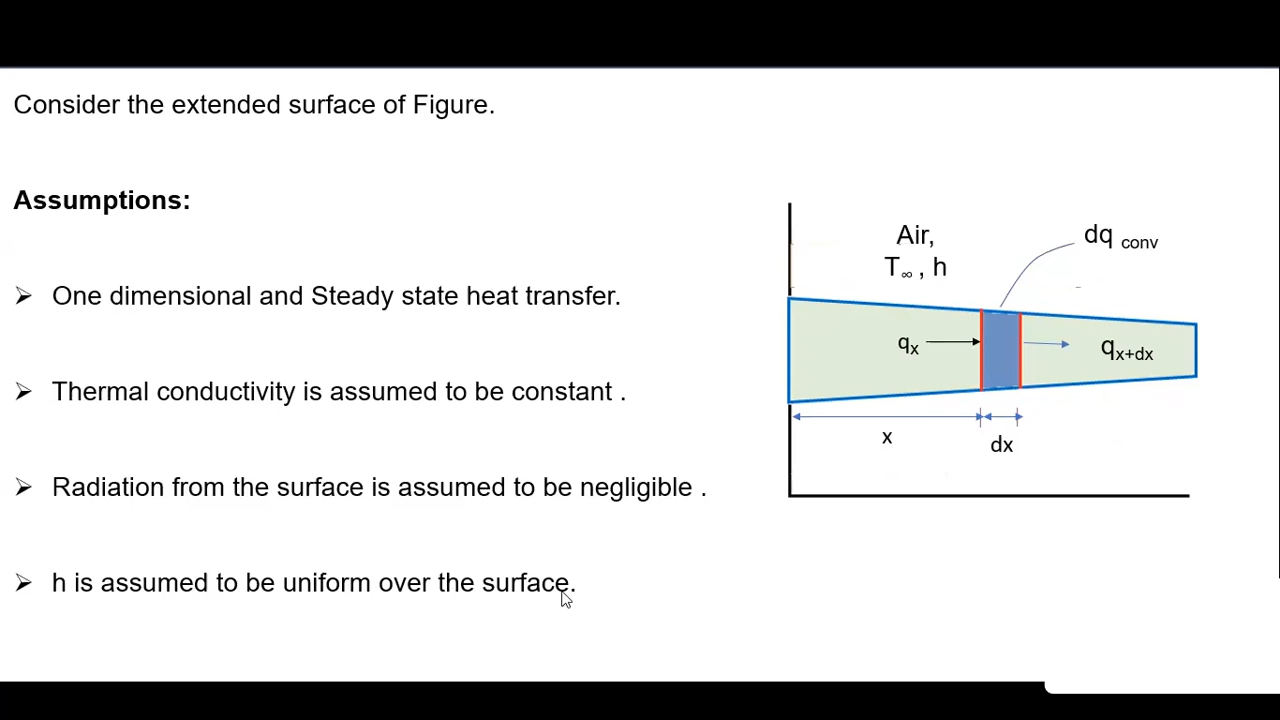 Consider the extended surface of Figure.
Assumptions:
➢ One dimensional and Steady state heat transfer.
➢ Thermal conductivity is assumed to be constant .
➢ Radiation from the surface is assumed to be negligible .
➢ h is assumed to be uniform over the surface.
Air,
T∞ , h
dq conv
qx
qx+dx
x
dx